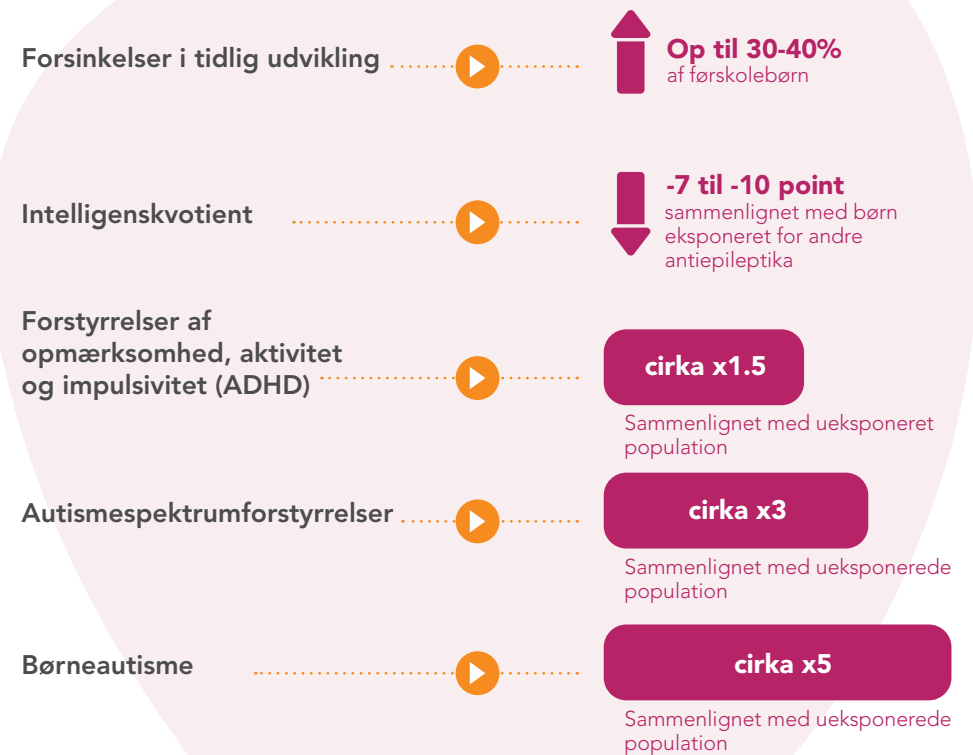 Forsinkelser i tidlig udvikling
Op til 30-40%
af førskolebørn
Intelligenskvotient
-7 til -10 point
sammenlignet med børn
eksponeret for andre
antiepileptika
Forstyrrelser af
opmærksomhed, aktivitet
og impulsivitet (ADHD)
cirka x1.5
Sammenlignet med ueksponeret
population
Autismespektrumforstyrrelser
cirka x3
Sammenlignet med ueksponerede
population
Børneautisme
cirka x5
Sammenlignet med ueksponerede
population